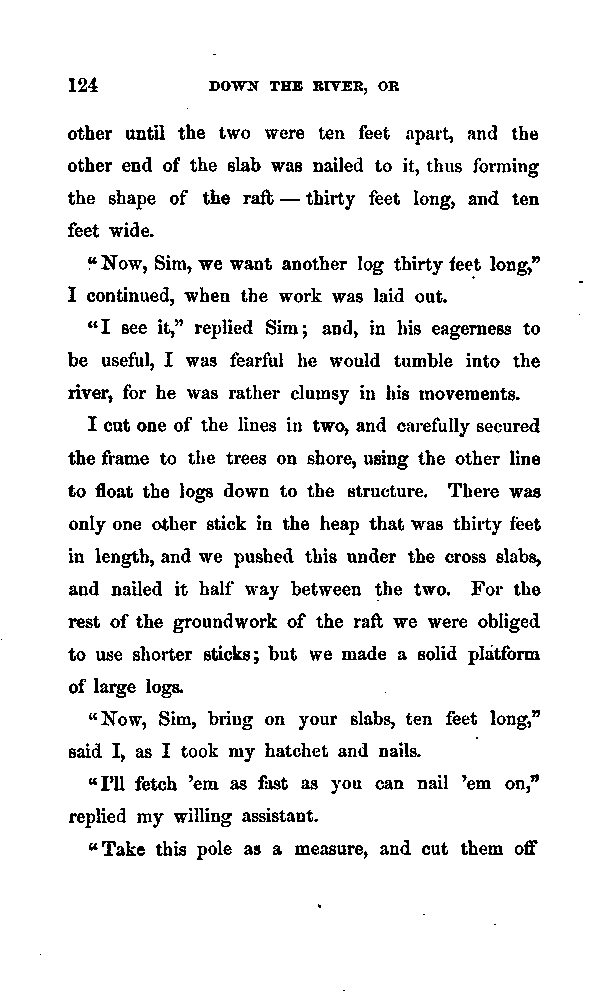 124 DOWN THE RIVER, OR
other until the two were ten feet apart, and the
other end of the slab was nailed to it, thus forming
the shape of the raft — thirty feet long, and ten
feet wide.
“Now, Sim, we want another log thirty feet long,”
I continued, when the work was laid out.
“I see it,” replied Sim; and, in his eagerness to
be useful, I was fearful he would tumble into the
river, for he was rather clumsy in his movements.
I cut one of the lines in two, and carefully secured
the frame to the trees on shore, using the other line
to float the logs down to the structure. There was
only one other stick in the heap that was thirty feet
in length, and we pushed this under the cross slabs,
and nailed it half way between the two. For the
rest of the groundwork of the raft we were obliged
to use shorter sticks; but we made a solid platform
of large logs.
“Now, Sim, bring on your slabs, ten feet long,”
said I, as I took my hatchet and nails.
“I’ll fetch ’em as fast as you can nail ’em on,”
replied my willing assistant.
“Take this pole as a measure, and cut them off